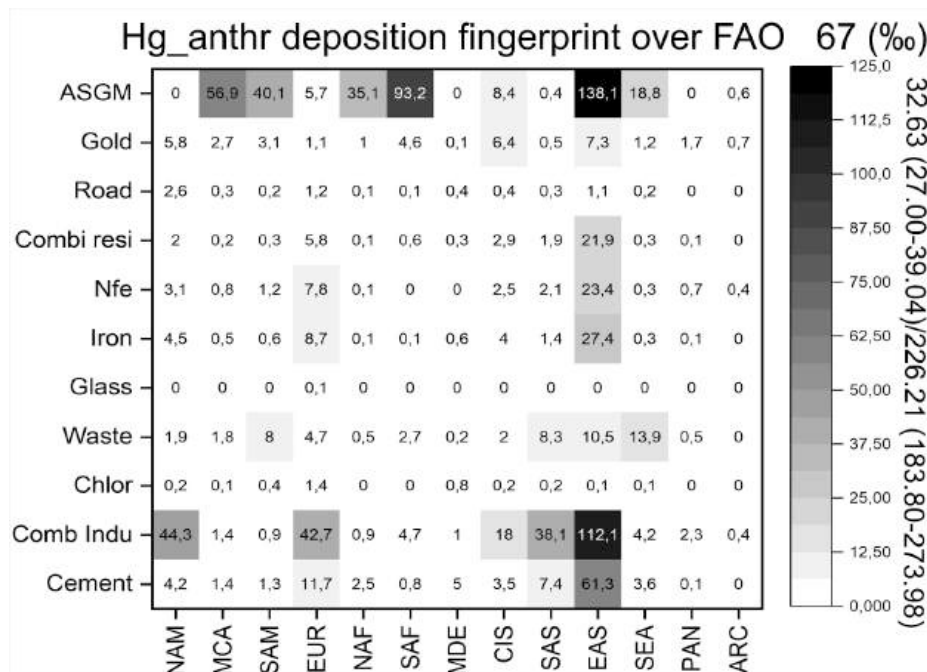 Hg_anthr deposition fingerprint over FAO 67 (‰)
ASGM 0 56,9 40,1 5,7 35,1 93,2 0 8,4 0,4 138,1 18,8 0 0,6
Gold 5,8 2,7 3,1 1,1 1 4,6 0,1 6,4 0,5 7,3 1,2 1,7 0,7
Road 2,6 0,3 0,2 1,2 0,1 0,1 0,4 0,4 0,3 1,1 0,2 0 0
Combi resi 2 0,2 0,3 5,8 0,1 0,6 0,3 2,9 1,9 21,9 0,3 0,1 0
Nfe 3,1 0,8 1,2 7,8 0,1 0 0 2,5 2,1 23,4 0,3 0,7 0,4
Iron 4,5 0,5 0,6 8,7 0,1 0,1 0,6 4 1,4 27,4 0,3 0,1 0
Glass 0 0 0 0,1 0 0 0 0 0 0 0 0 0
Waste 1,9 1,8 8 4,7 0,5 2,7 0,2 2 8,3 10,5 13,9 0,5 0
Chlor 0,2 0,1 0,4 1,4 0 0 0,8 0,2 0,2 0,1 0,1 0 0
Comb Indu 44,3 1,4 0,9 42,7 0,9 4,7 1 18 38,1 112,1 4,2 2,3 0,4
Cement 4,2 1,4 1,3 11,7 2,5 0,8 5 3,5 7,4 61,3 3,6 0,1 0
NAM MCA SAM EUR NAF SAF MDE CIS SAS EAS SEA PAN ARC
125,0
112,5
100,0
87,50
75,00
62,50
50,00
37,50
25,00
12,50
0,000
32.63 (27.00-39.04)/226.21 (183.80-273.98)